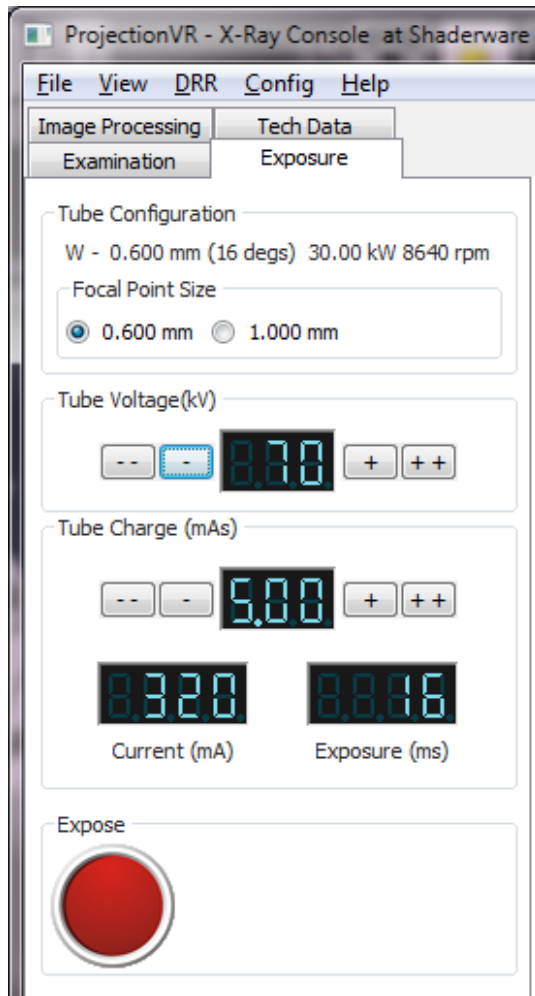 ProjectionVR - X-Ray Console at Shaderware
File View DRR Config Help
Image Processing Tech Data
Examination Exposure
Tube Configuration
W - 0.600 mm (16 degs) 30.00 kW 8640 rpm
Focal Point Size
0.600 mm 1.000 mm
Tube Voltage(kV)
-- - 70 + ++
Tube Charge (mAs)
-- - 5.00 + ++
320 16
Current (mA) Exposure (ms)
Expose